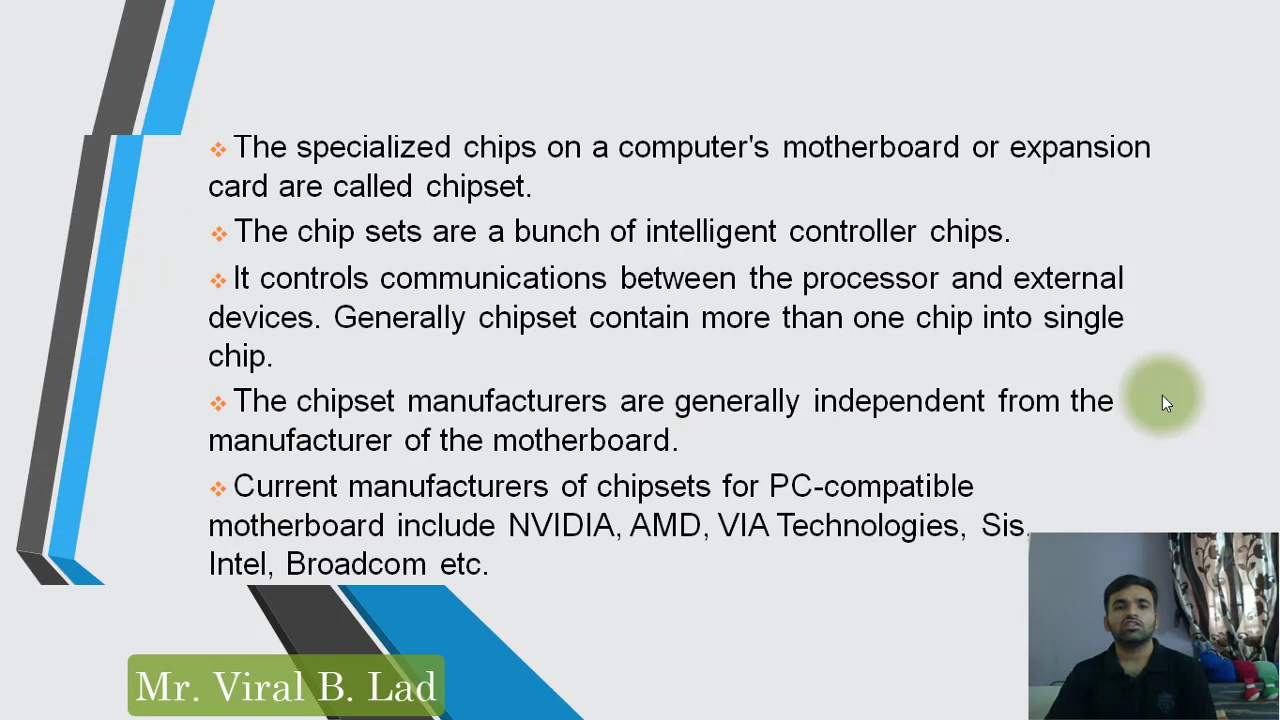 ❖ The specialized chips on a computer's motherboard or expansion
card are called chipset.
❖ The chip sets are a bunch of intelligent controller chips.
❖ It controls communications between the processor and external
devices. Generally chipset contain more than one chip into single
chip.
❖ The chipset manufacturers are generally independent from the
manufacturer of the motherboard.
❖ Current manufacturers of chipsets for PC-compatible
motherboard include NVIDIA, AMD, VIA Technologies, Sis.
Intel, Broadcom etc.
Mr. Viral B. Lad